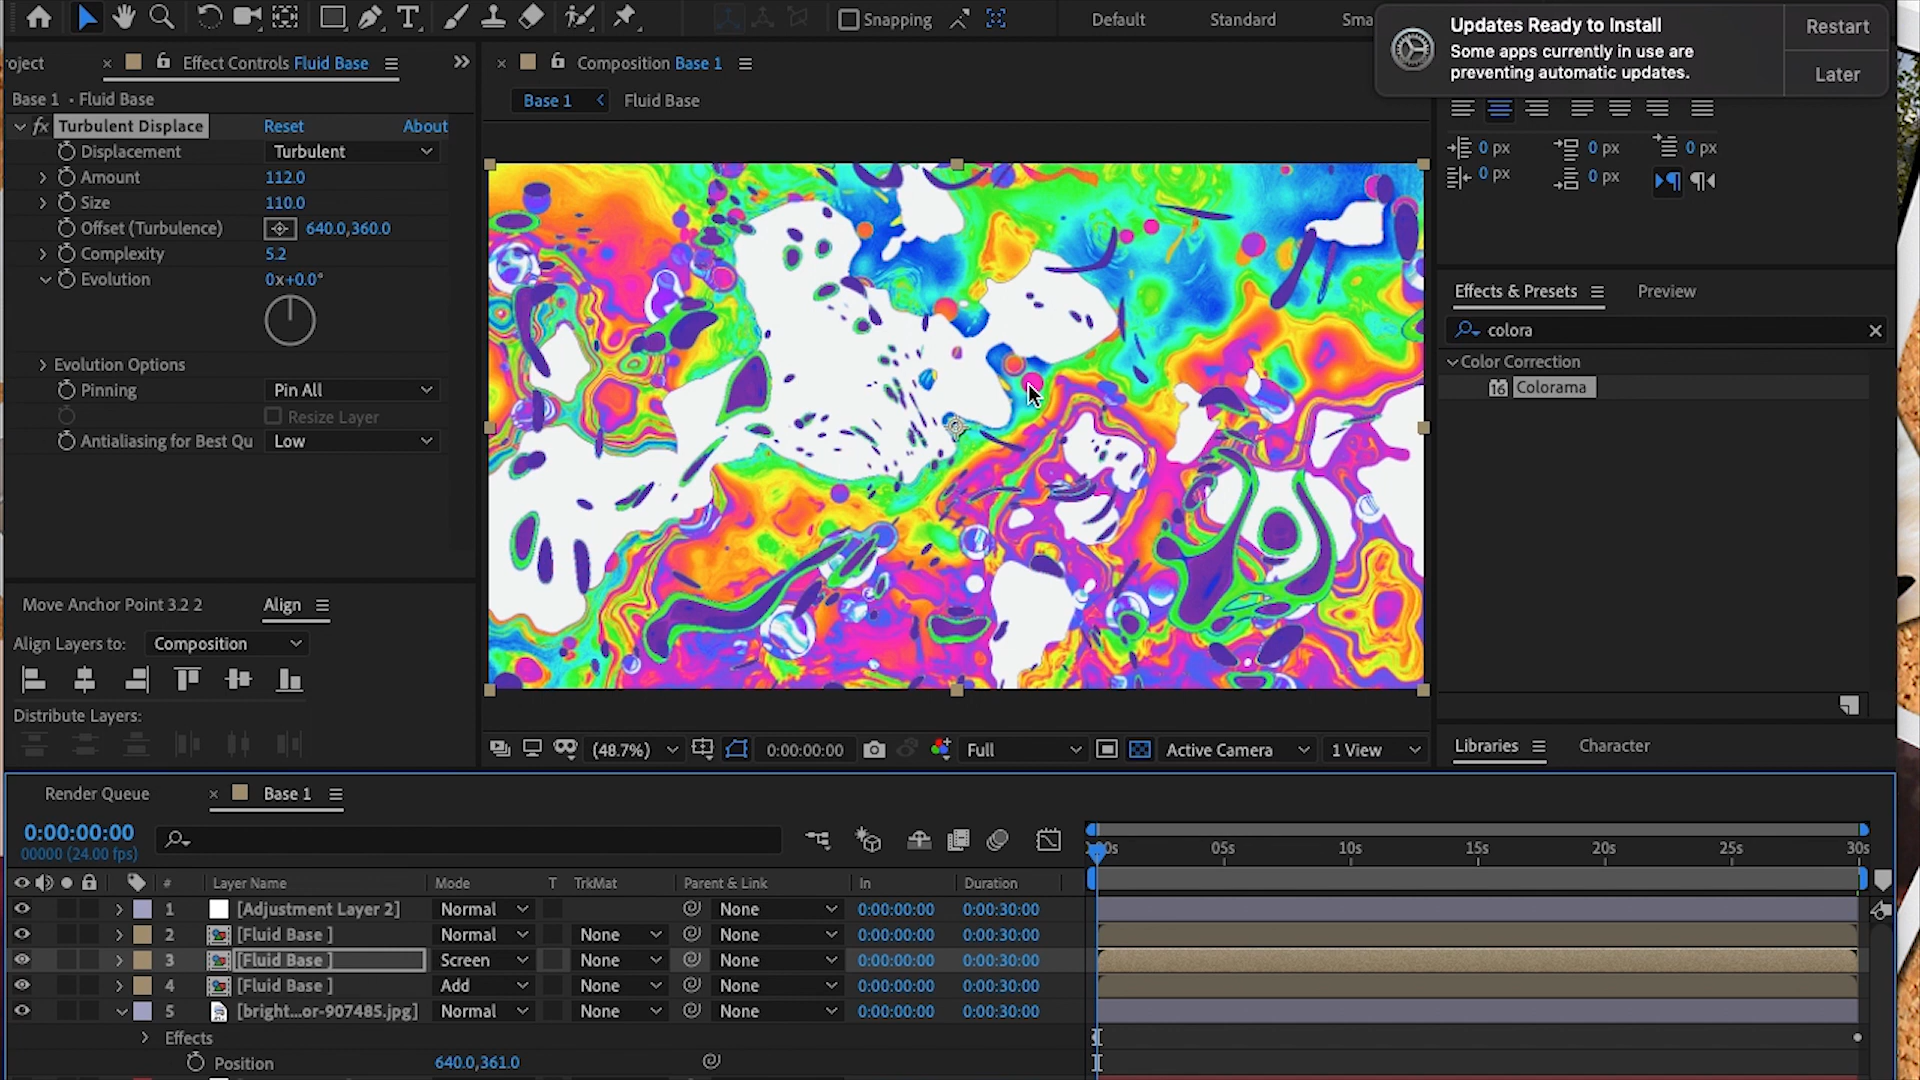 Snapping
Default
Standard
Sma
Updates Ready to Install
Some apps currently in use are
preventing automatic updates.
Restart
Later
roject
Effect Controls Fluid Base
Composition Base 1
Base 1 • Fluid Base
Base 1
Fluid Base
fx Turbulent Displace
Reset
About
Displacement
Turbulent
Amount
112.0
Size
110.0
Offset (Turbulence)
640.0,360.0
Complexity
5.2
Evolution
0x+0.0°
Evolution Options
Pinning
Pin All
Resize Layer
Antialiasing for Best Qu
Low
0 px
0 px
0 px
0 px
0 px
Effects & Presets
Preview
colora
Color Correction
16 Colorama
Move Anchor Point 3.2 2
Align
Align Layers to:
Composition
Distribute Layers:
(48.7%)
0:00:00:00
Full
Active Camera
1 View
Libraries
Character
Render Queue
Base 1
0:00:00:00
00000 (24.00 fps)
05s
10s
15s
20s
25s
30s
#
Layer Name
Mode
T
TrkMat
Parent & Link
In
Duration
1 [Adjustment Layer 2] Normal None 0:00:00:00 0:00:30:00
2 [Fluid Base ] Normal None None 0:00:00:00 0:00:30:00
3 [Fluid Base ] Screen None None 0:00:00:00 0:00:30:00
4 [Fluid Base ] Add None None 0:00:00:00 0:00:30:00
5 [bright...or-907485.jpg] Normal None None 0:00:00:00 0:00:30:00
Effects
Position
640.0,361.0